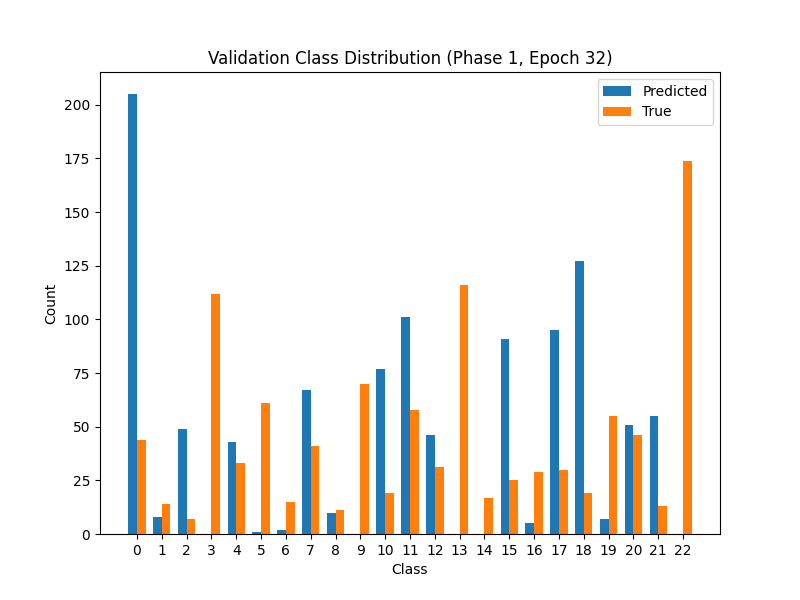 Validation Class Distribution (Phase 1, Epoch 32)
Predicted
True
200
175
150
125
100
75
50
25
0
Count
0 1 2 3 4 5 6 7 8 9 10 11 12 13 14 15 16 17 18 19 20 21 22
Class